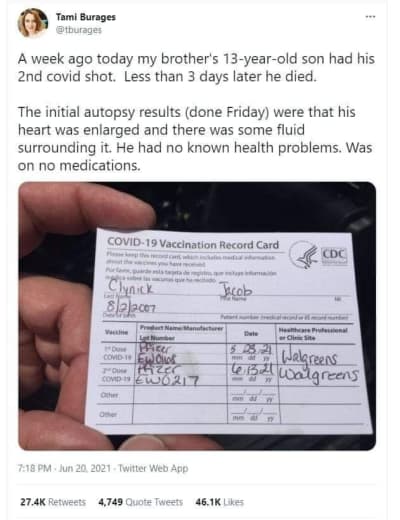 Tami Burages
@tburages
A week ago today my brother's 13-year-old son had his
2nd covid shot. Less than 3 days later he died.
The initial autopsy results (done Friday) were that his
heart was enlarged and there was some fluid
surrounding it. He had no known health problems. Was
on no medications.
COVID-19 Vaccination Record Card
Please keep this record card, which includes medical information
about the vaccines you have received.
Por favor, guarde esta tarjeta de registro, que incluye información
médica sobre las vacunas que ha recibido.
CDC
Clynick Jacob
Last Name First Name MI
8/2/2007
Date of birth Patient number (medical record or IIS record number)
Vaccine Product Name/Manufacturer Date Healthcare Professional
Lot Number or Clinic Site
1st Dose Pfizer 5 23 21 Walgreens
COVID-19 mm dd yy
2nd Dose Pfizer 6 13 21 Walgreens
COVID-19 EW0217 mm dd yy
Other
mm dd yy
Other
mm dd yy
7:18 PM · Jun 20, 2021 · Twitter Web App
27.4K Retweets 4,749 Quote Tweets 46.1K Likes